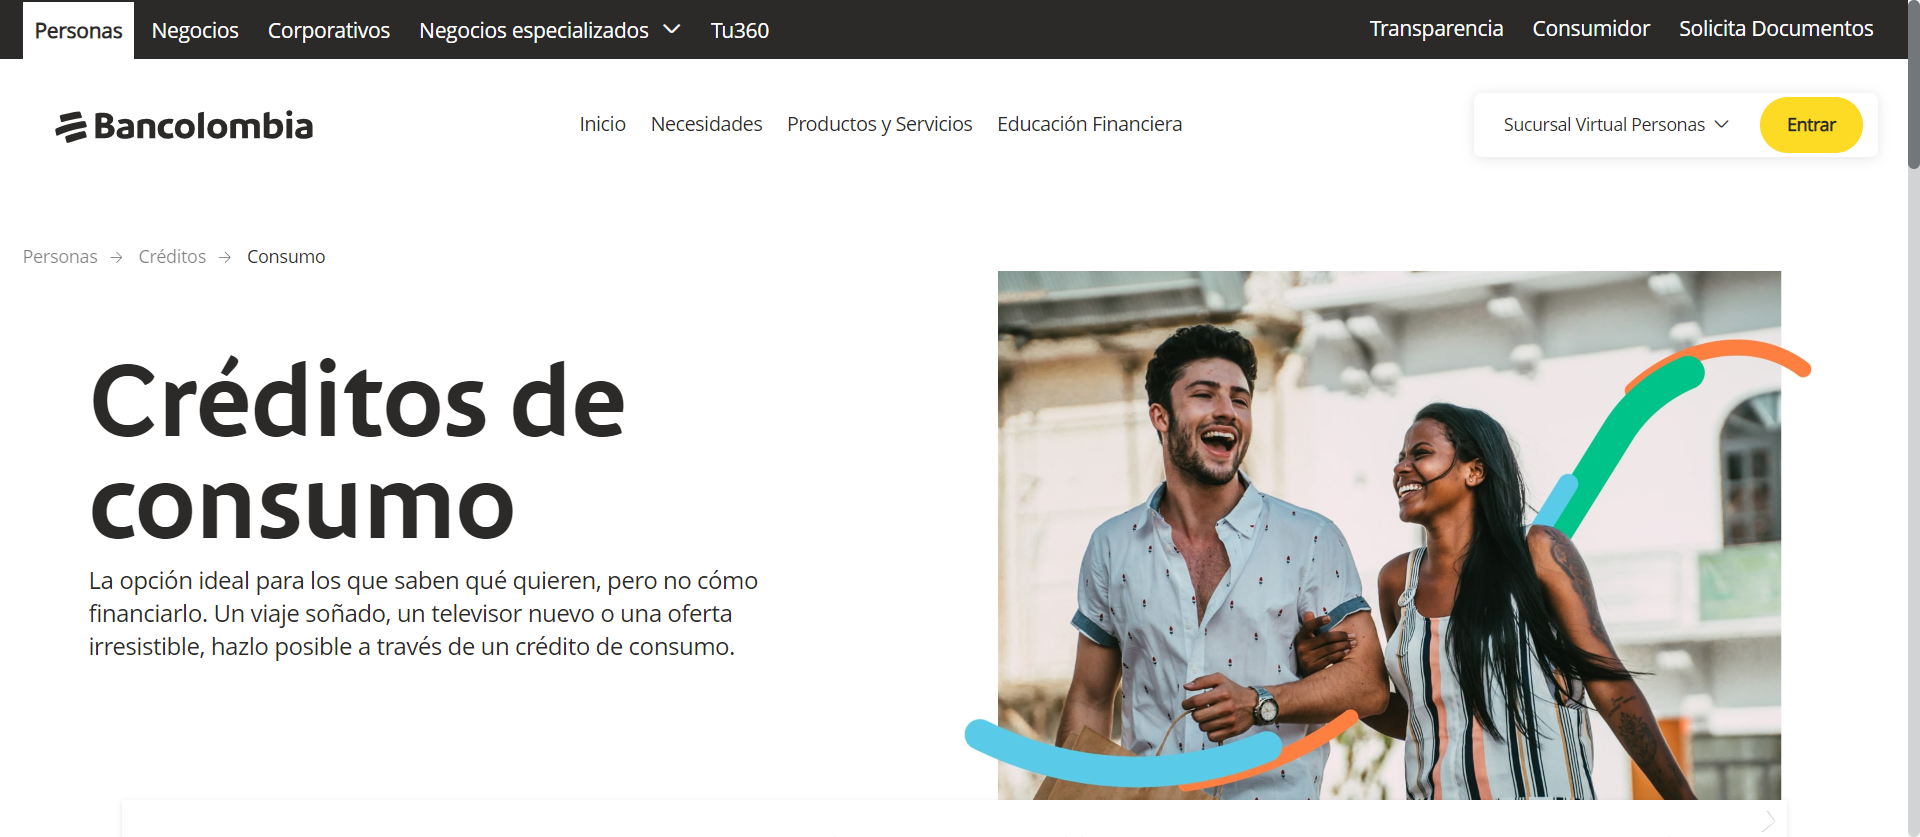 Personas Negocios Corporativos Negocios especializados Tu360 Transparencia Consumidor Solicita Documentos
Bancolombia Inicio Necesidades Productos y Servicios Educación Financiera Sucursal Virtual Personas Entrar
Personas → Créditos → Consumo
Créditos de
consumo
La opción ideal para los que saben qué quieren, pero no cómo
financiarlo. Un viaje soñado, un televisor nuevo o una oferta
irresistible, hazlo posible a través de un crédito de consumo.